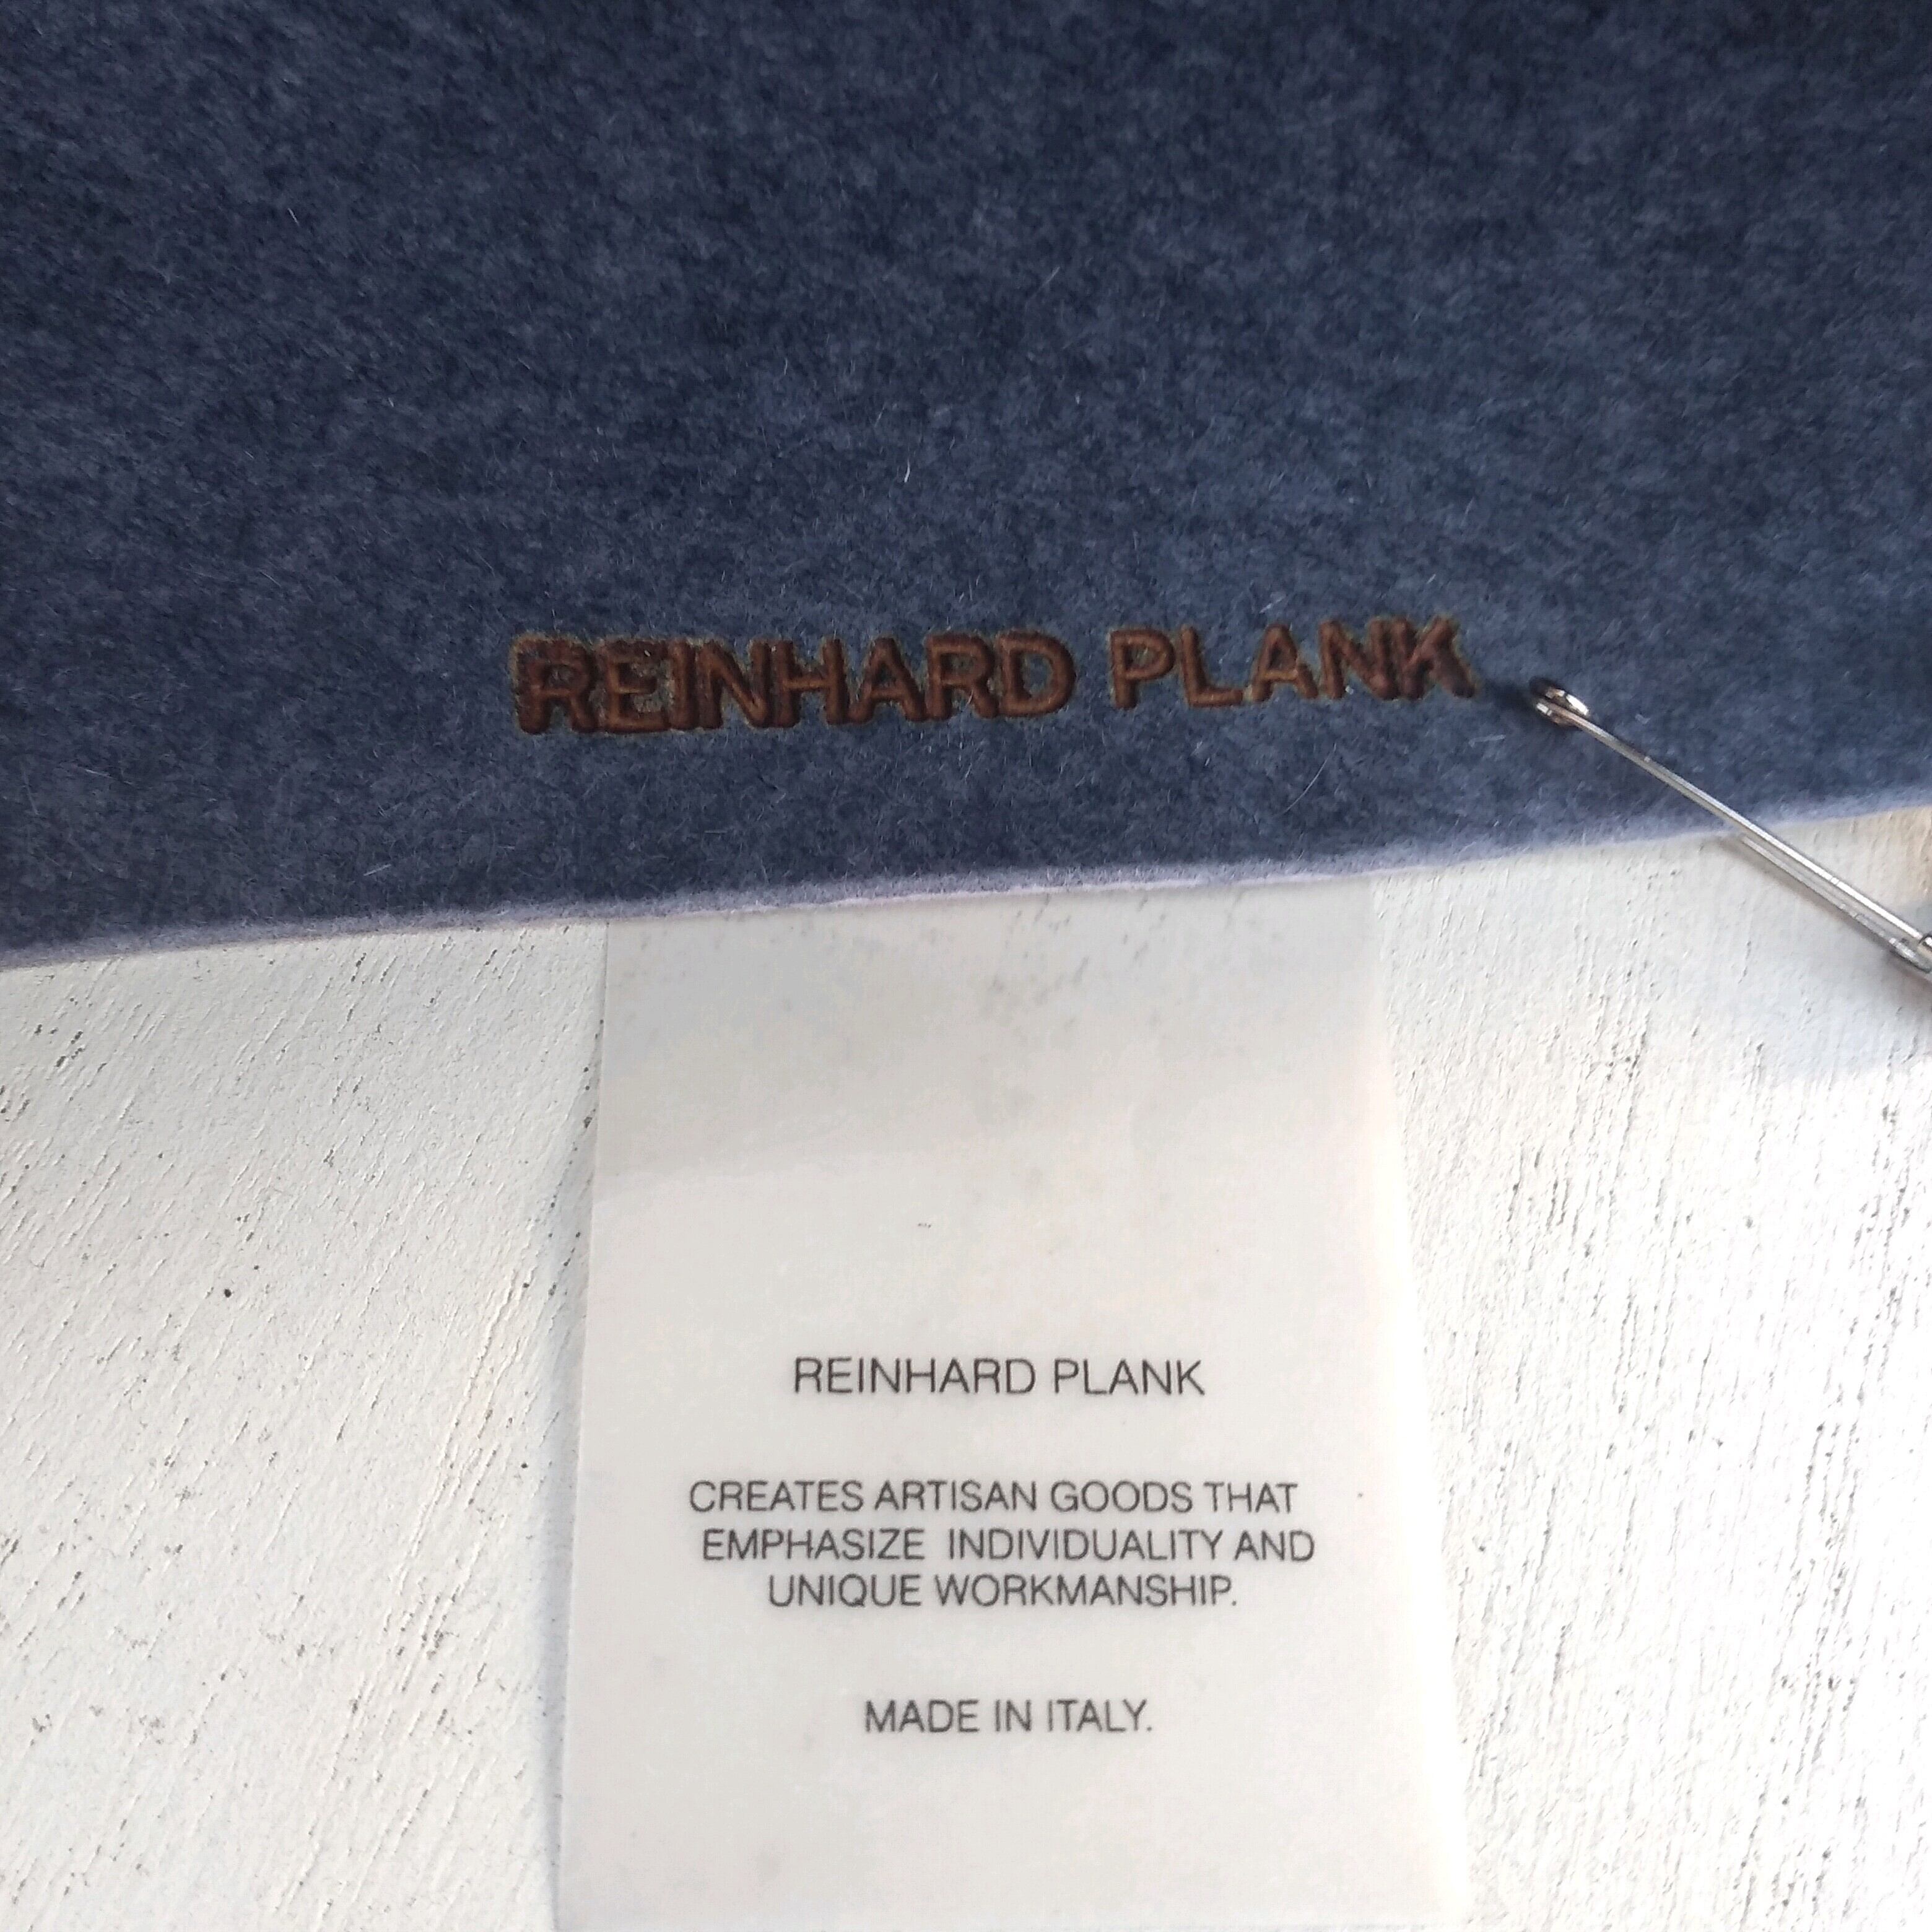 REINHARD PLANK
REINHARD PLANK
CREATES ARTISAN GOODS THAT
EMPHASIZE INDIVIDUALITY AND
UNIQUE WORKMANSHIP.
MADE IN ITALY.